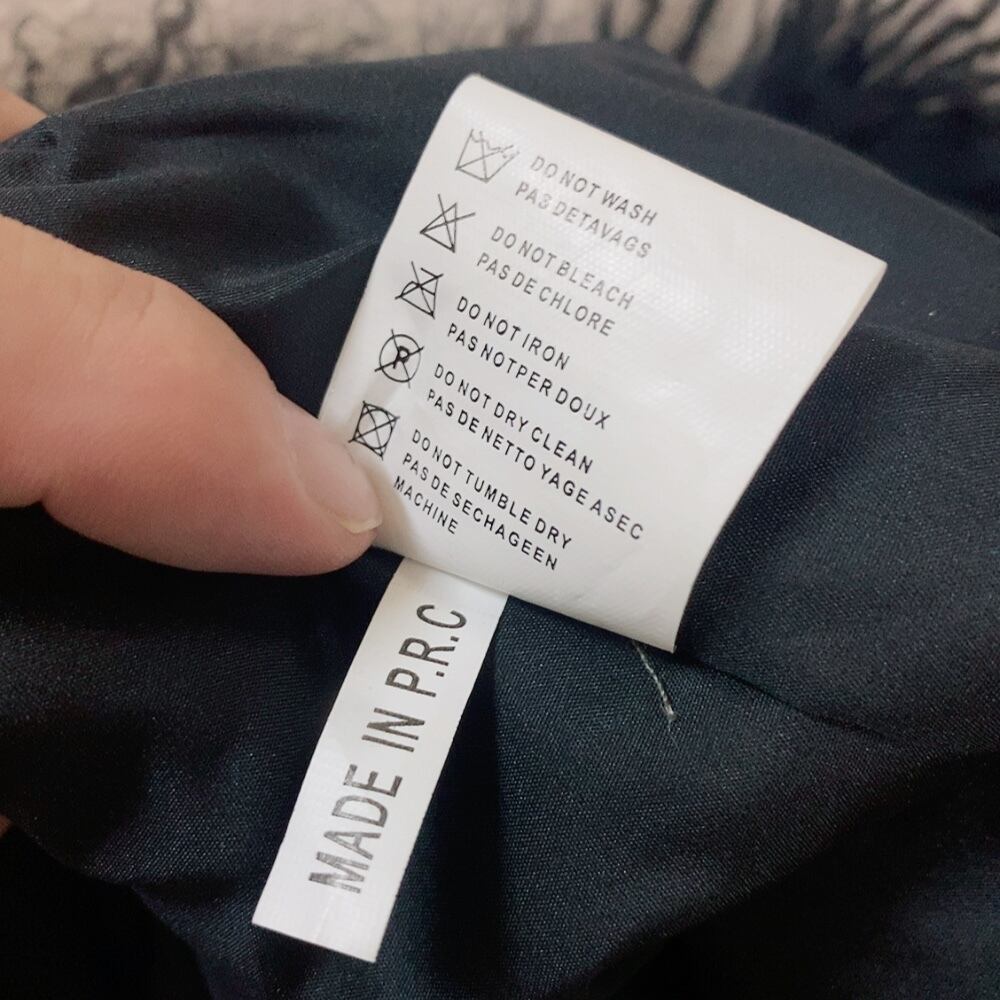 DO NOT WASH
PAS DETAVAGS
DO NOT BLEACH
PAS DE CHLORE
DO NOT IRON
PAS NOTPER DOUX
P
DO NOT DRY CLEAN
PAS DE NETTO YAGE ASEC
DO NOT TUMBLE DRY
PAS DE SECHAGEEN
MACHINE
MADE IN P.R.C